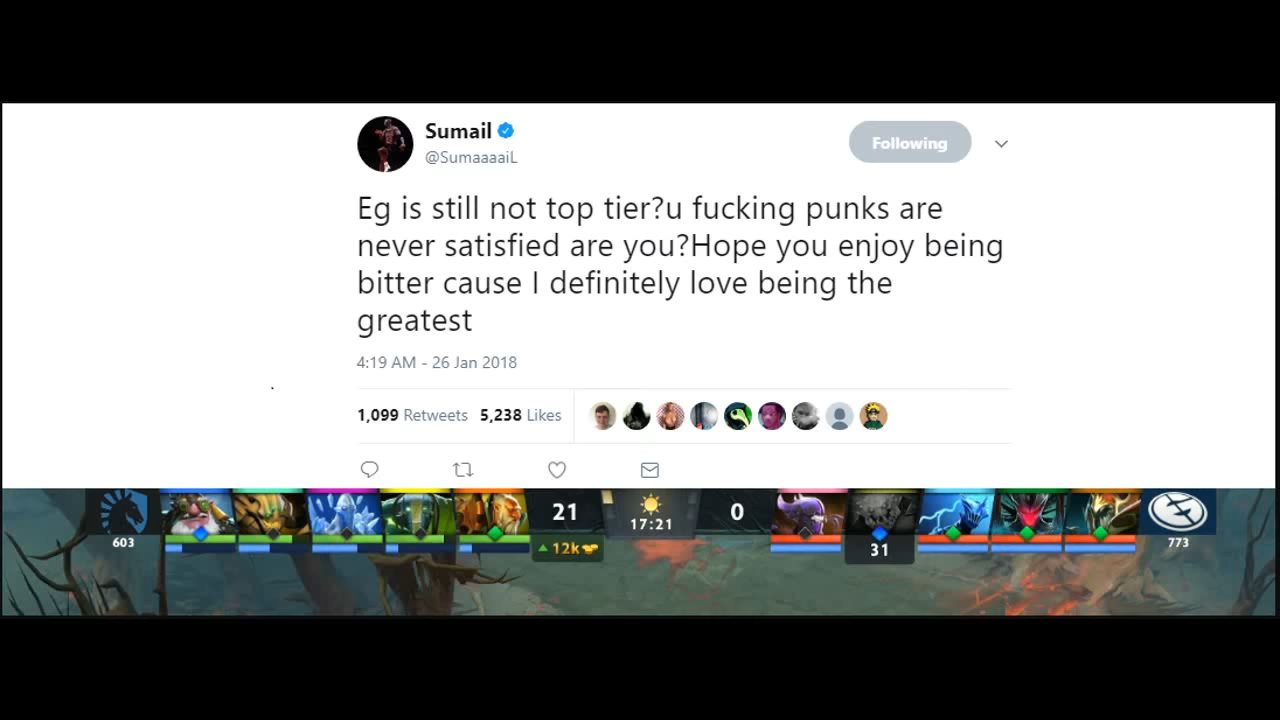 Sumail
@SumaaaaiL
Following
Eg is still not top tier?u fucking punks are
never satisfied are you?Hope you enjoy being
bitter cause I definitely love being the
greatest
4:19 AM - 26 Jan 2018
1,099 Retweets 5,238 Likes
21 17:21 0
603 12k 31 773